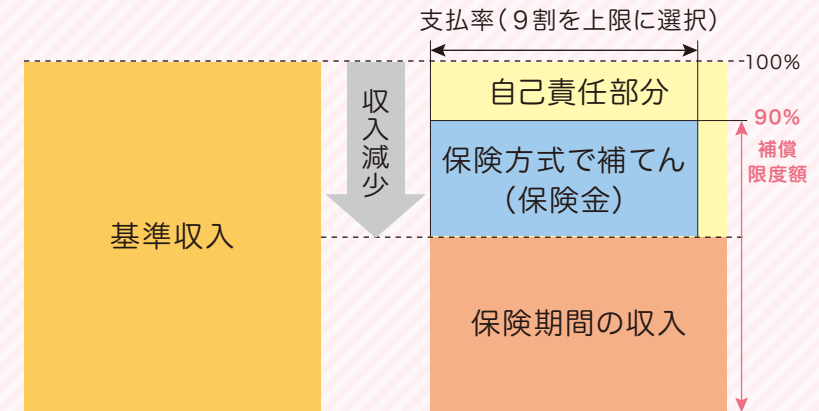 支払率（９割を上限に選択）
100%
自己責任部分
90%
補償
限度額
収入減少
保険方式で補てん
（保険金）
基準収入
保険期間の収入